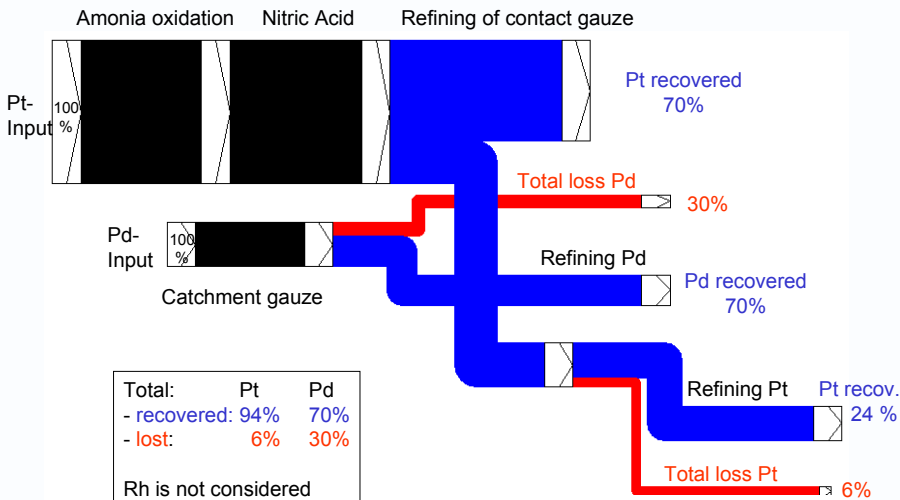 Amonia oxidation
Nitric Acid
Refining of contact gauze
Pt-
Input
100
%
Pt recovered
70%
Total loss Pd
30%
Pd-
Input
100
%
Refining Pd
Pd recovered
70%
Catchment gauze
Total: Pt Pd
- recovered: 94% 70%
- lost: 6% 30%
Rh is not considered
Refining Pt
Pt recov.
24 %
Total loss Pt
6%